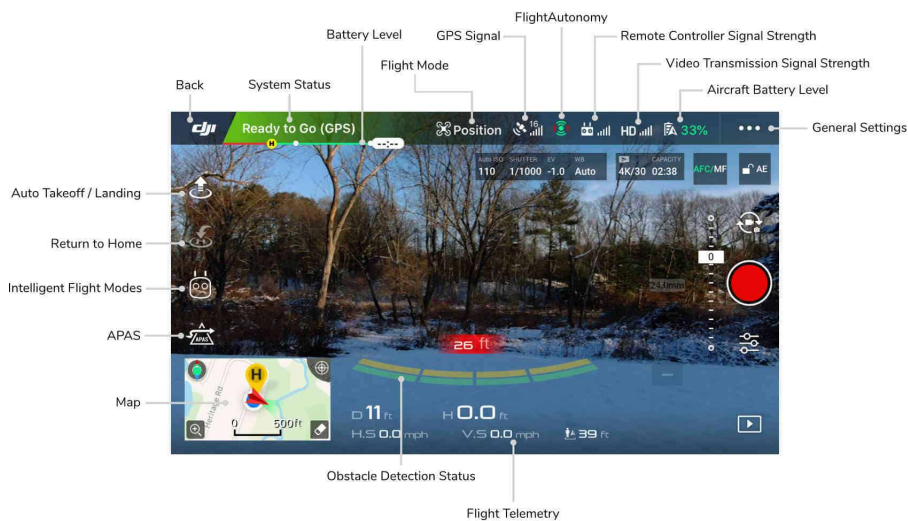 FlightAutonomy
Battery Level
GPS Signal
Remote Controller Signal Strength
Flight Mode
Video Transmission Signal Strength
Back
System Status
Aircraft Battery Level
dji
Ready to Go (GPS)
Position
16
HD
33%
General Settings
H
--:--
Auto ISO SHUTTER EV WB
CAPACITY
110 1/1000 -1.0 Auto
4K/30 02:38
AFC/MF
AE
Auto Takeoff / Landing
Return to Home
0
Intelligent Flight Modes
24.0mm
APAS
APAS
26 ft
Map
H
Heritage Rd
0 500ft
D 11 ft
H 0.0 ft
H.S 0.0 mph
V.S 0.0 mph
39 ft
Obstacle Detection Status
Flight Telemetry